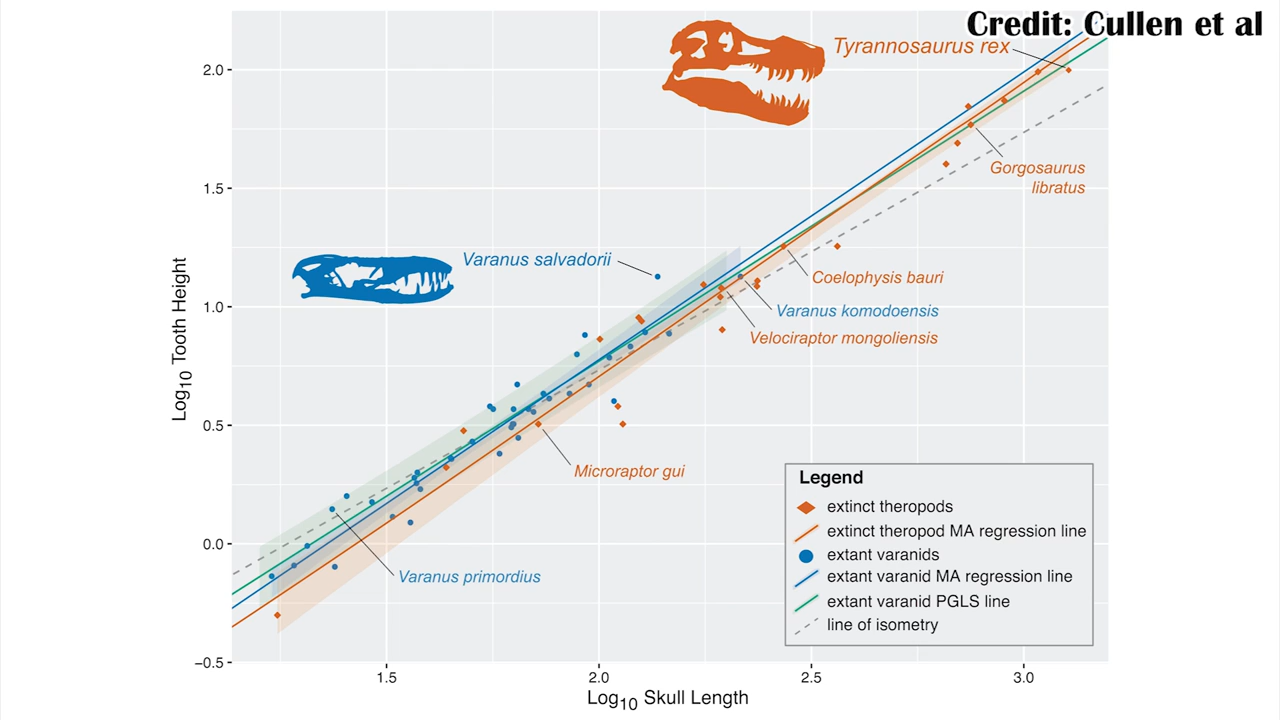 Credit: Cullen et al
Tyrannosaurus rex
Gorgosaurus
libratus
Varanus salvadorii
Coelophysis bauri
Varanus komodoensis
Velociraptor mongoliensis
Microraptor gui
Varanus primordius
Log10 Tooth Height
2.0
1.5
1.0
0.5
0.0
−0.5
Legend
extinct theropods
extinct theropod MA regression line
extant varanids
extant varanid MA regression line
extant varanid PGLS line
line of isometry
1.5 2.0 2.5 3.0
Log10 Skull Length